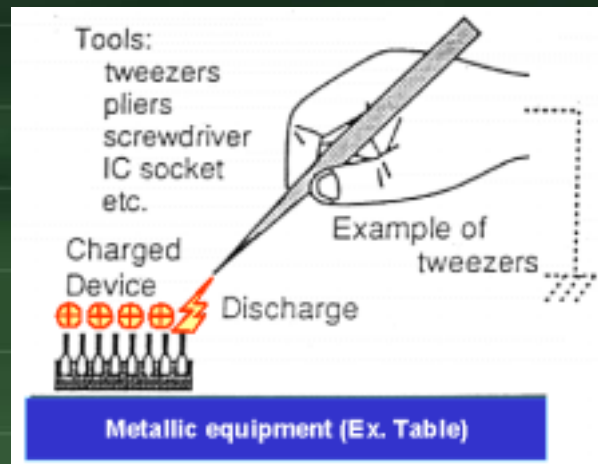 Tools:
tweezers
pliers
screwdriver
IC socket
etc.
Example of
tweezers
Charged
Device
Discharge
Metallic equipment (Ex. Table)